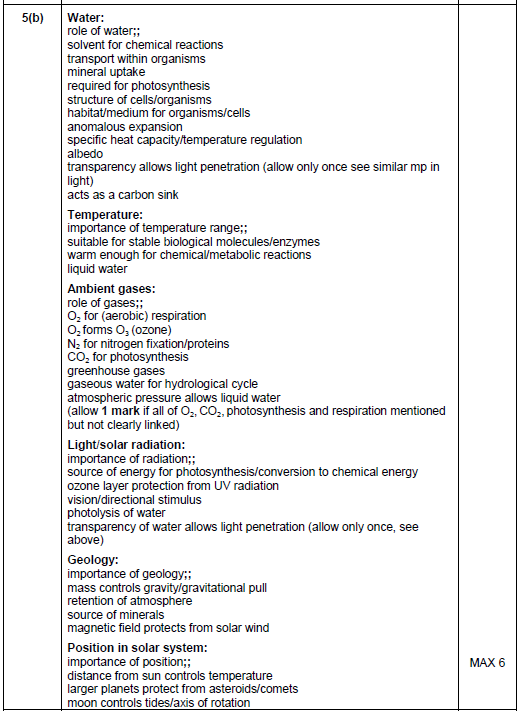 5(b)
Water:
role of water;;
solvent for chemical reactions
transport within organisms
mineral uptake
required for photosynthesis
structure of cells/organisms
habitat/medium for organisms/cells
anomalous expansion
specific heat capacity/temperature regulation
albedo
transparency allows light penetration (allow only once see similar mp in
light)
acts as a carbon sink
Temperature:
importance of temperature range;;
suitable for stable biological molecules/enzymes
warm enough for chemical/metabolic reactions
liquid water
Ambient gases:
role of gases;;
O₂ for (aerobic) respiration
O₂ forms O₃ (ozone)
N₂ for nitrogen fixation/proteins
CO₂ for photosynthesis
greenhouse gases
gaseous water for hydrological cycle
atmospheric pressure allows liquid water
(allow 1 mark if all of O₂, CO₂, photosynthesis and respiration mentioned
but not clearly linked)
Light/solar radiation:
importance of radiation;;
source of energy for photosynthesis/conversion to chemical energy
ozone layer protection from UV radiation
vision/directional stimulus
photolysis of water
transparency of water allows light penetration (allow only once, see
above)
Geology:
importance of geology;;
mass controls gravity/gravitational pull
retention of atmosphere
source of minerals
magnetic field protects from solar wind
Position in solar system:
importance of position;;
distance from sun controls temperature
larger planets protect from asteroids/comets
moon controls tides/axis of rotation
MAX 6